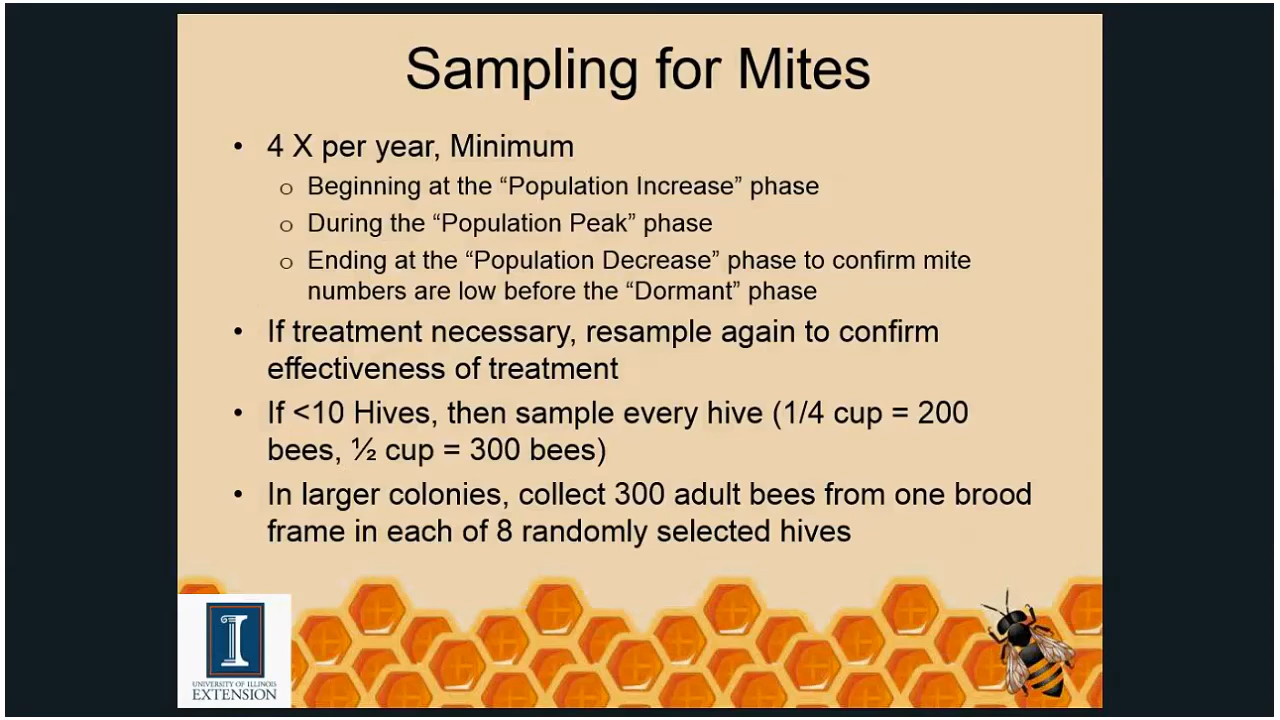 Sampling for Mites
• 4 X per year, Minimum
o Beginning at the “Population Increase” phase
o During the “Population Peak” phase
o Ending at the “Population Decrease” phase to confirm mite
numbers are low before the “Dormant” phase
• If treatment necessary, resample again to confirm
effectiveness of treatment
• If <10 Hives, then sample every hive (1/4 cup = 200
bees, ½ cup = 300 bees)
• In larger colonies, collect 300 adult bees from one brood
frame in each of 8 randomly selected hives
I
UNIVERSITY OF ILLINOIS
EXTENSION